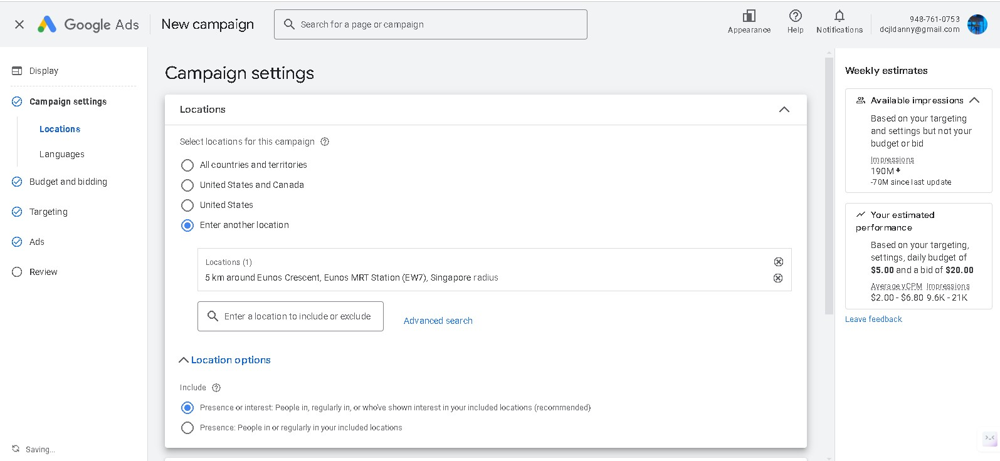 Google Ads
New campaign
Search for a page or campaign
Appearance
Help
Notifications
948-761-0753
dcjldanny@gmail.com
Display
Campaign settings
Locations
Languages
Budget and bidding
Targeting
Ads
Review
Saving...
Campaign settings
Locations
Select locations for this campaign
All countries and territories
United States and Canada
United States
Enter another location
Locations (1)
5 km around Eunos Crescent, Eunos MRT Station (EW7), Singapore radius
Enter a location to include or exclude
Advanced search
Location options
Include
Presence or interest: People in, regularly in, or who've shown interest in your included locations (recommended)
Presence: People in or regularly in your included locations
Weekly estimates
Available impressions
Based on your targeting
and settings but not your
budget or bid
Impressions
190M
-70M since last update
Your estimated
performance
Based on your targeting,
settings, daily budget of
$5.00 and a bid of $20.00
Average vCPM Impressions
$2.00 - $6.80 9.6K - 21K
Leave feedback